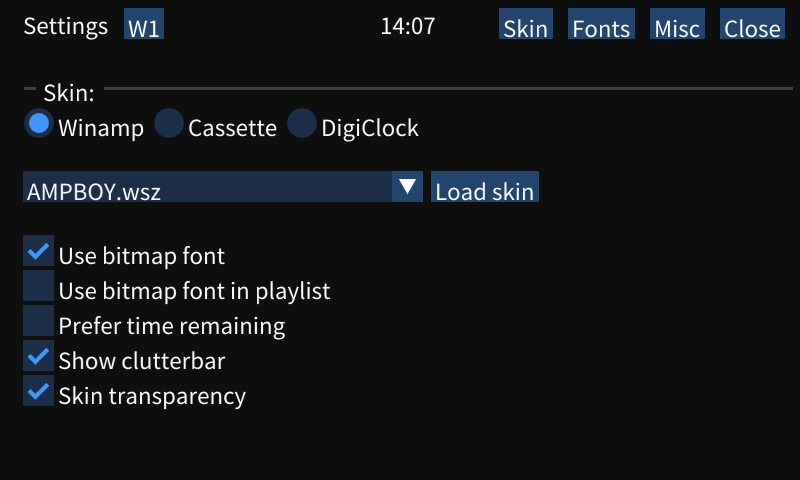 Settings W1 14:07 Skin Fonts Misc Close
Skin:
Winamp Cassette DigiClock
AMPBOY.wsz Load skin
Use bitmap font
Use bitmap font in playlist
Prefer time remaining
Show clutterbar
Skin transparency